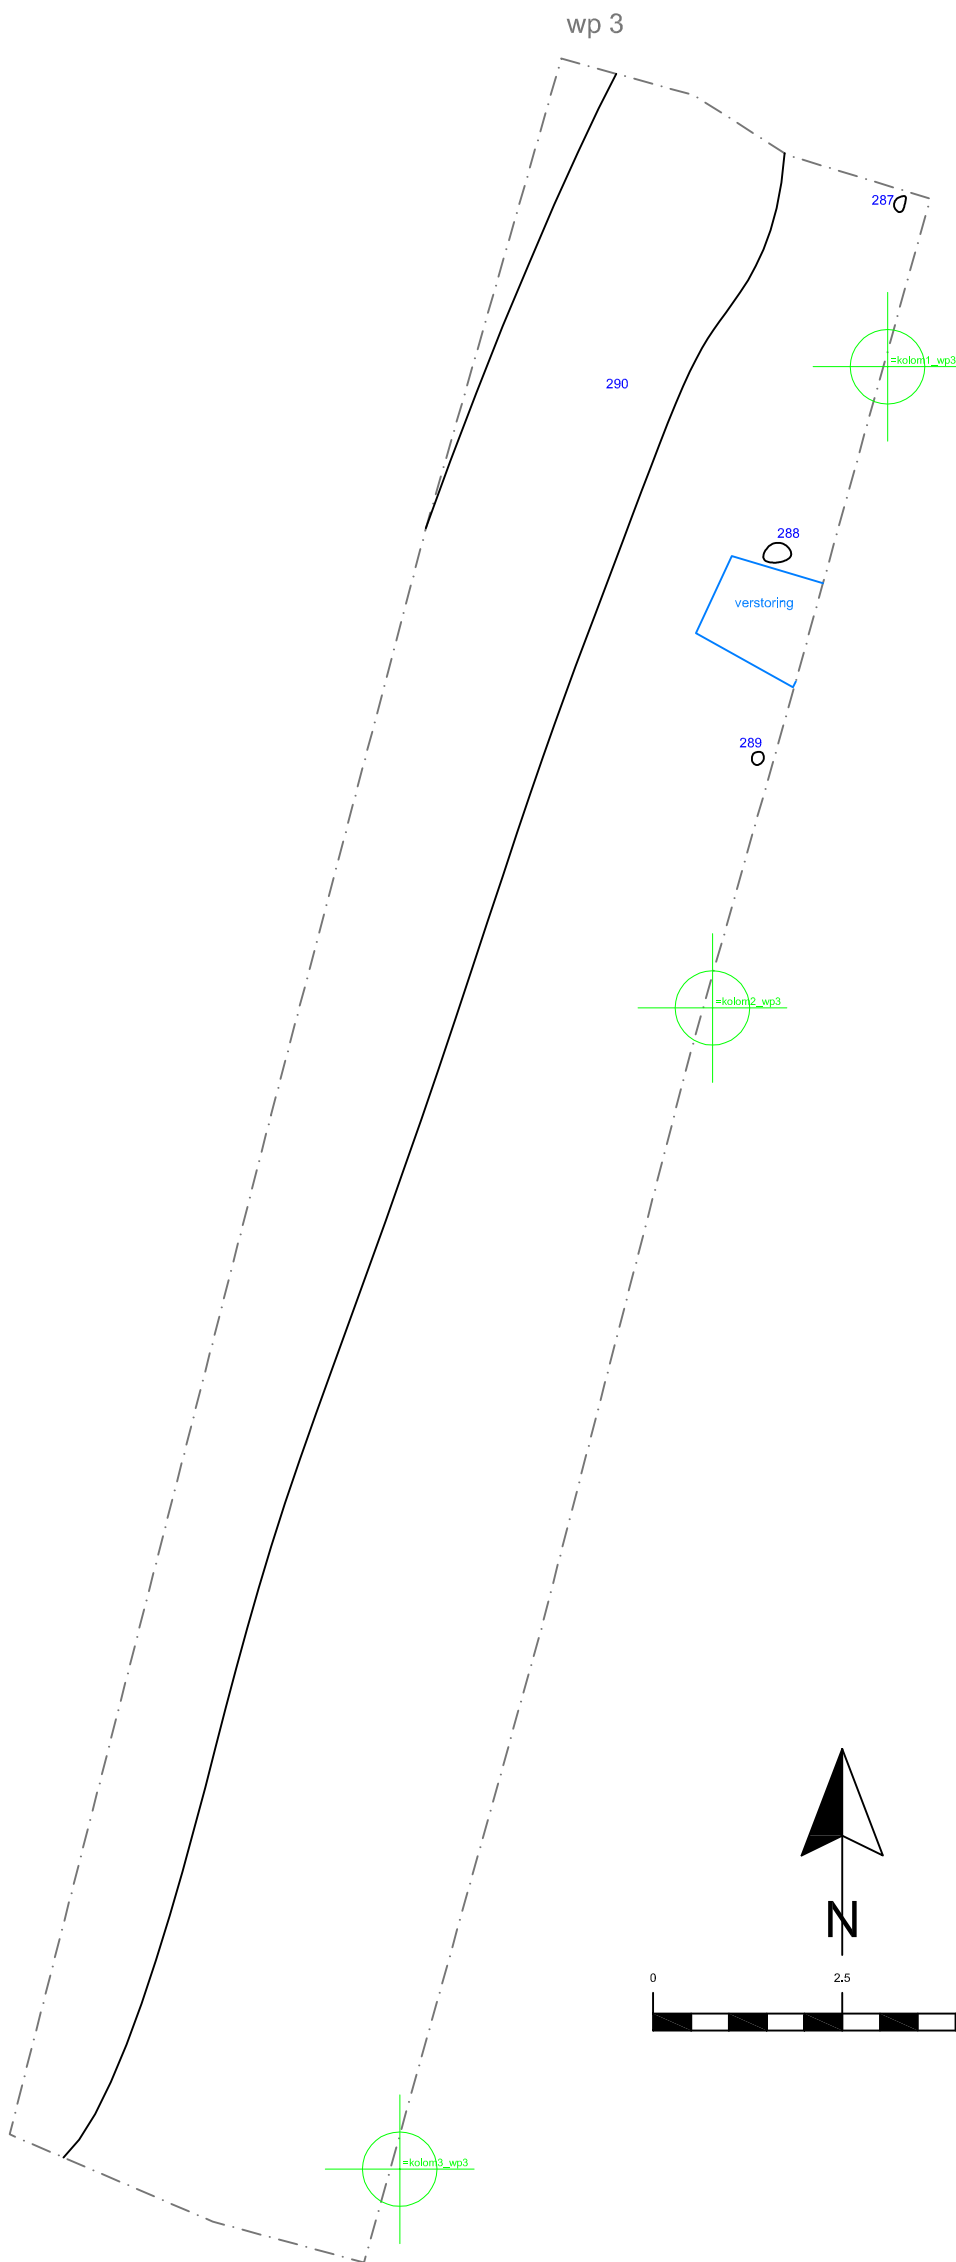 wp 3
287
=kolom1_wp3
290
288
verstoring
289
=kolom2_wp3
N
0 2.5
=kolom3_wp3